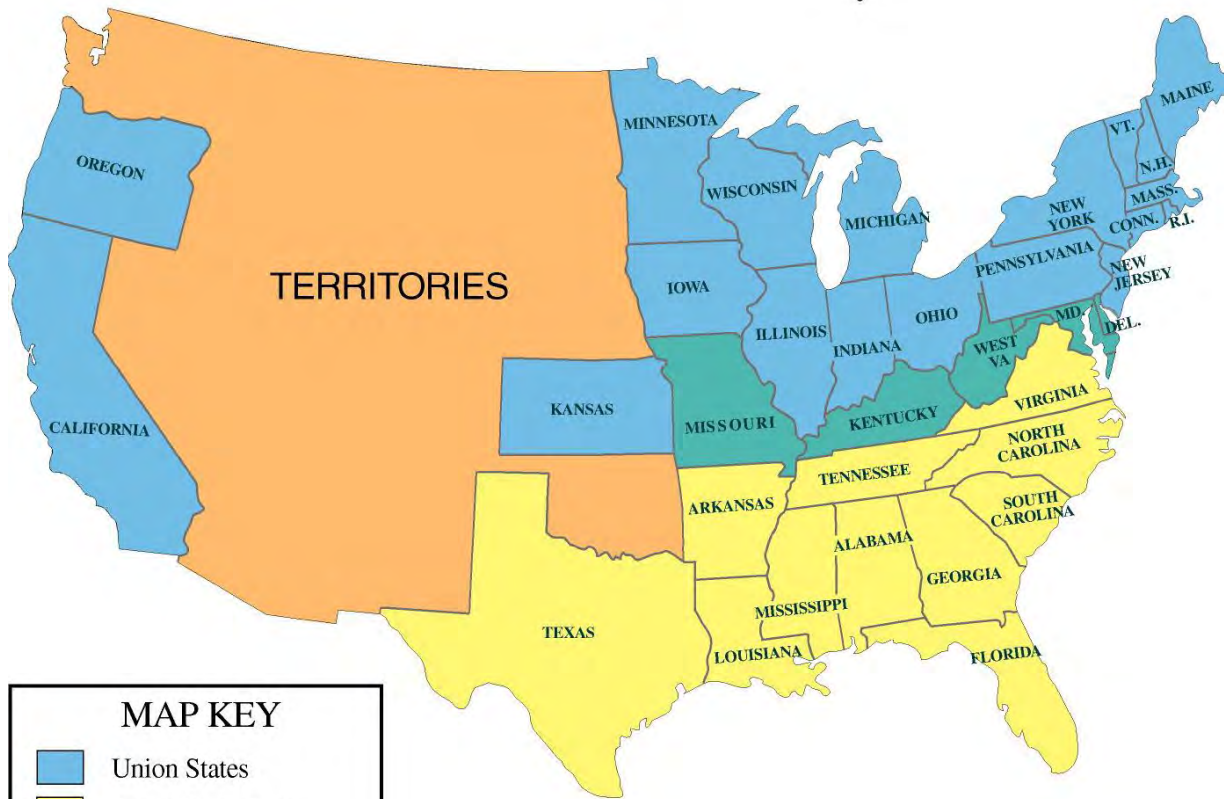 MAINE
VT.
MINNESOTA
N.H.
OREGON
WISCONSIN
MASS.
NEW
YORK
MICHIGAN
CONN.
R.I.
PENNSYLVANIA
NEW
JERSEY
TERRITORIES
IOWA
OHIO
MD.
DEL.
ILLINOIS
INDIANA
WEST
VA
KANSAS
VIRGINIA
CALIFORNIA
MISSOURI
KENTUCKY
NORTH
CAROLINA
TENNESSEE
ARKANSAS
SOUTH
CAROLINA
ALABAMA
GEORGIA
MISSISSIPPI
TEXAS
LOUISIANA
FLORIDA
MAP KEY
Union States